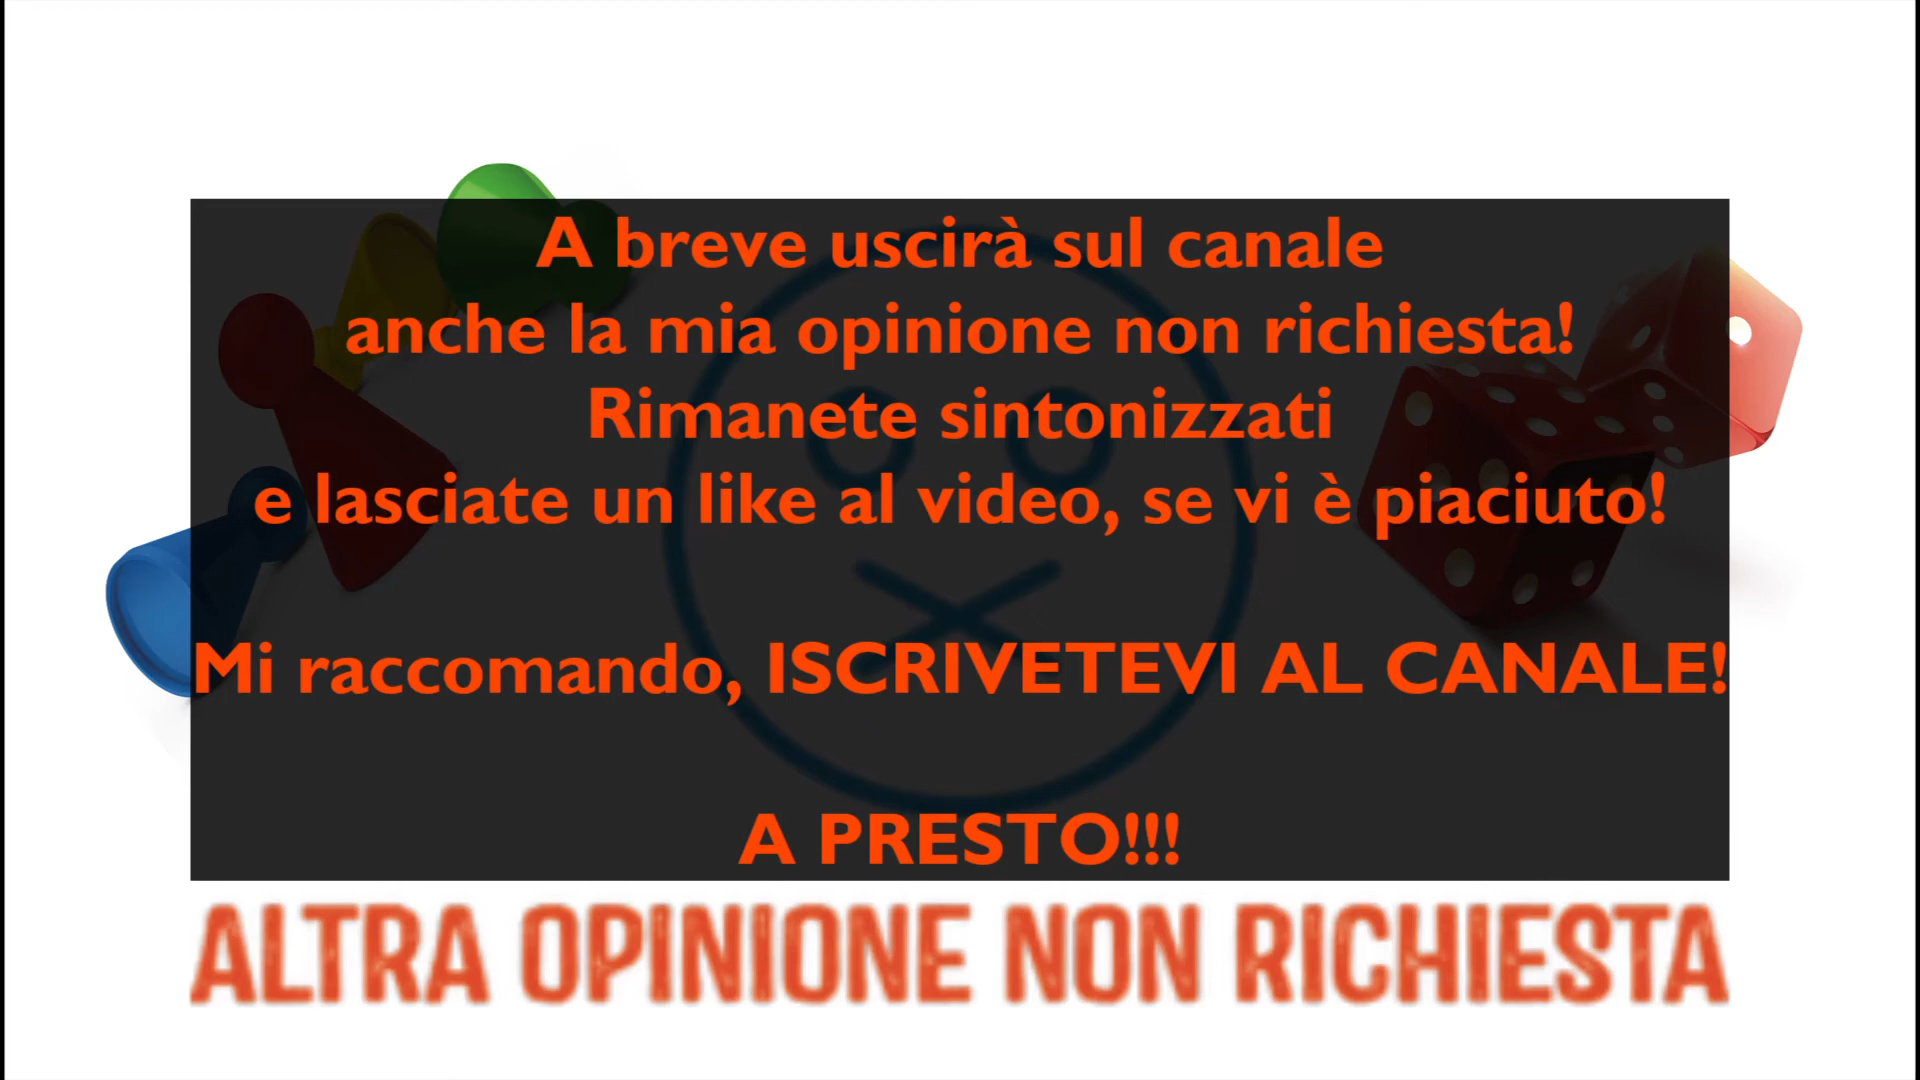 A breve uscirà sul canale
anche la mia opinione non richiesta!
Rimanete sintonizzati
e lasciate un like al video, se vi è piaciuto!
Mi raccomando, ISCRIVETEVI AL CANALE!
A PRESTO!!!
ALTRA OPINIONE NON RICHIESTA